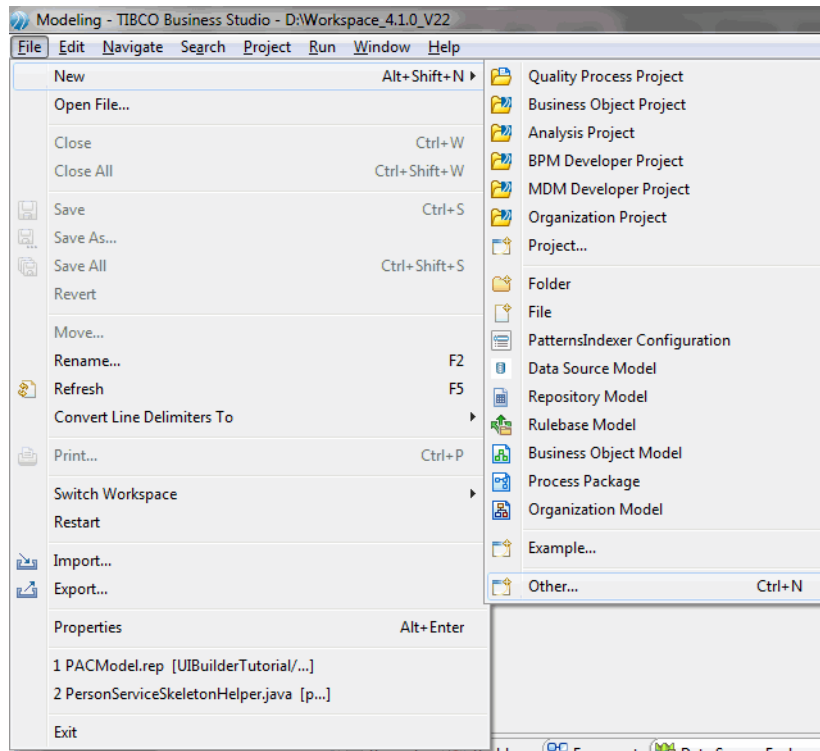 Modeling - TIBCO Business Studio - D:\Workspace_4.1.0_V22
File Edit Navigate Search Project Run Window Help
New Alt+Shift+N
Open File...
Close Ctrl+W
Close All Ctrl+Shift+W
Save Ctrl+S
Save As...
Save All Ctrl+Shift+S
Revert
Move...
Rename... F2
Refresh F5
Convert Line Delimiters To
Print... Ctrl+P
Switch Workspace
Restart
Import...
Export...
Properties Alt+Enter
1 PACModel.rep [UIBuilderTutorial/...]
2 PersonServiceSkeletonHelper.java [p...]
Exit
Quality Process Project
Business Object Project
Analysis Project
BPM Developer Project
MDM Developer Project
Organization Project
Project...
Folder
File
PatternsIndexer Configuration
Data Source Model
Repository Model
Rulebase Model
Business Object Model
Process Package
Organization Model
Example...
Other... Ctrl+N